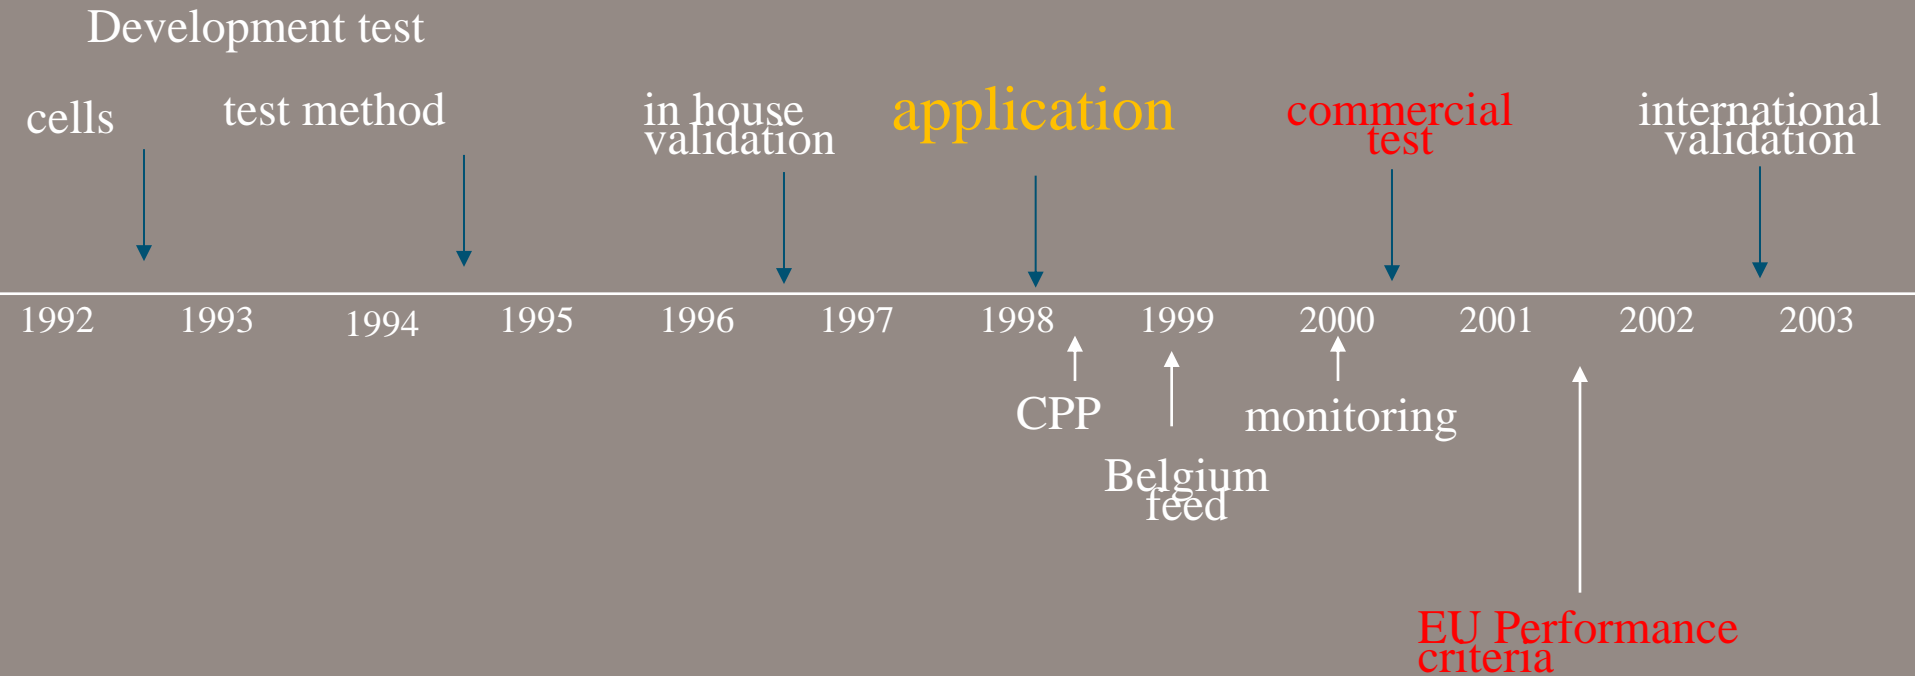 Development test
cells
test method
in house
validation
application
commercial
test
international
validation
1992 1993 1994 1995 1996 1997 1998 1999 2000 2001 2002 2003
CPP
monitoring
Belgium
feed
EU Performance
criteria